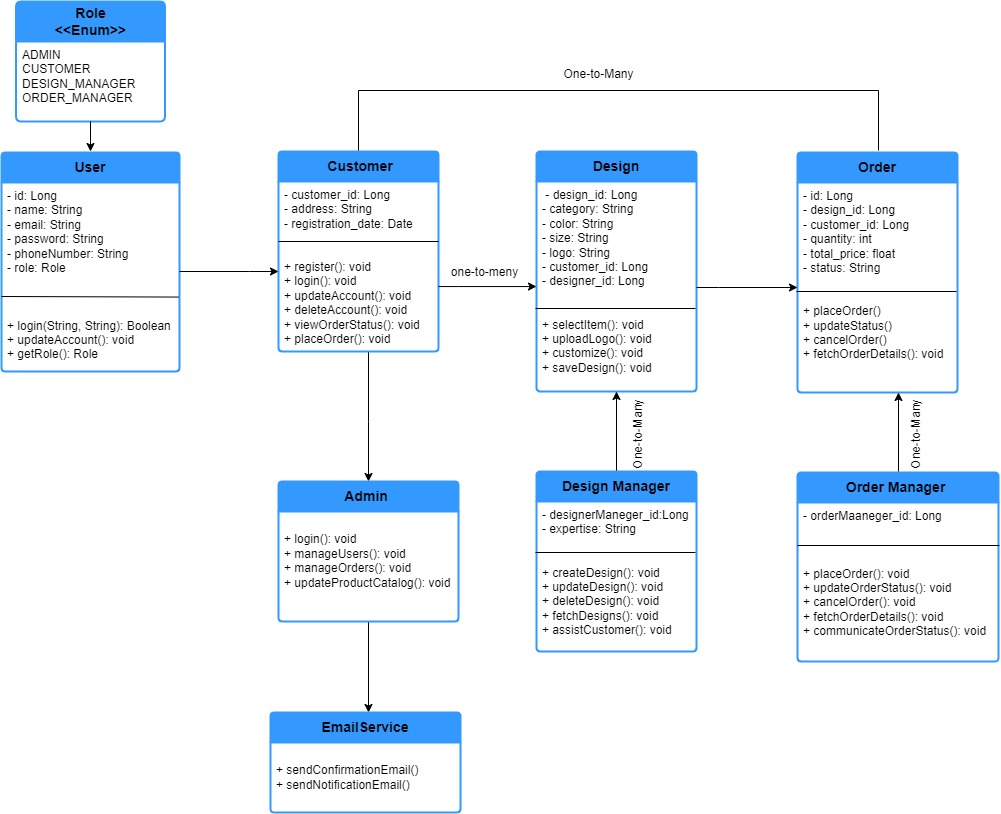 Role
<<Enum>>
ADMIN
CUSTOMER
DESIGN_MANAGER
ORDER_MANAGER
One-to-Many
User
- id: Long
- name: String
- email: String
- password: String
- phoneNumber: String
- role: Role
+ login(String, String): Boolean
+ updateAccount(): void
+ getRole(): Role
Customer
- customer_id: Long
- address: String
- registration_date: Date
+ register(): void
+ login(): void
+ updateAccount(): void
+ deleteAccount(): void
+ viewOrderStatus(): void
+ placeOrder(): void
one-to-meny
Design
- design_id: Long
- category: String
- color: String
- size: String
- logo: String
- customer_id: Long
- designer_id: Long
+ selectItem(): void
+ uploadLogo(): void
+ customize(): void
+ saveDesign(): void
Order
- id: Long
- design_id: Long
- customer_id: Long
- quantity: int
- total_price: float
- status: String
+ placeOrder()
+ updateStatus()
+ cancelOrder()
+ fetchOrderDetails(): void
One-to-Many
One-to-Many
Admin
+ login(): void
+ manageUsers(): void
+ manageOrders(): void
+ updateProductCatalog(): void
Design Manager
- designerManeger_id:Long
- expertise: String
+ createDesign(): void
+ updateDesign(): void
+ deleteDesign(): void
+ fetchDesigns(): void
+ assistCustomer(): void
Order Manager
- orderMaaneger_id: Long
+ placeOrder(): void
+ updateOrderStatus(): void
+ cancelOrder(): void
+ fetchOrderDetails(): void
+ communicateOrderStatus(): void
EmailService
+ sendConfirmationEmail()
+ sendNotificationEmail()